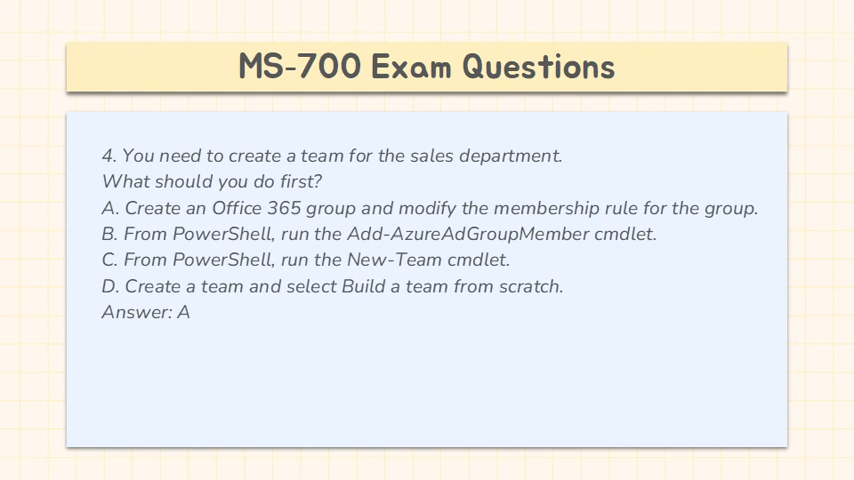 MS-700 Exam Questions
4. You need to create a team for the sales department.
What should you do first?
A. Create an Office 365 group and modify the membership rule for the group.
B. From PowerShell, run the Add-AzureAdGroupMember cmdlet.
C. From PowerShell, run the New-Team cmdlet.
D. Create a team and select Build a team from scratch.
Answer: A